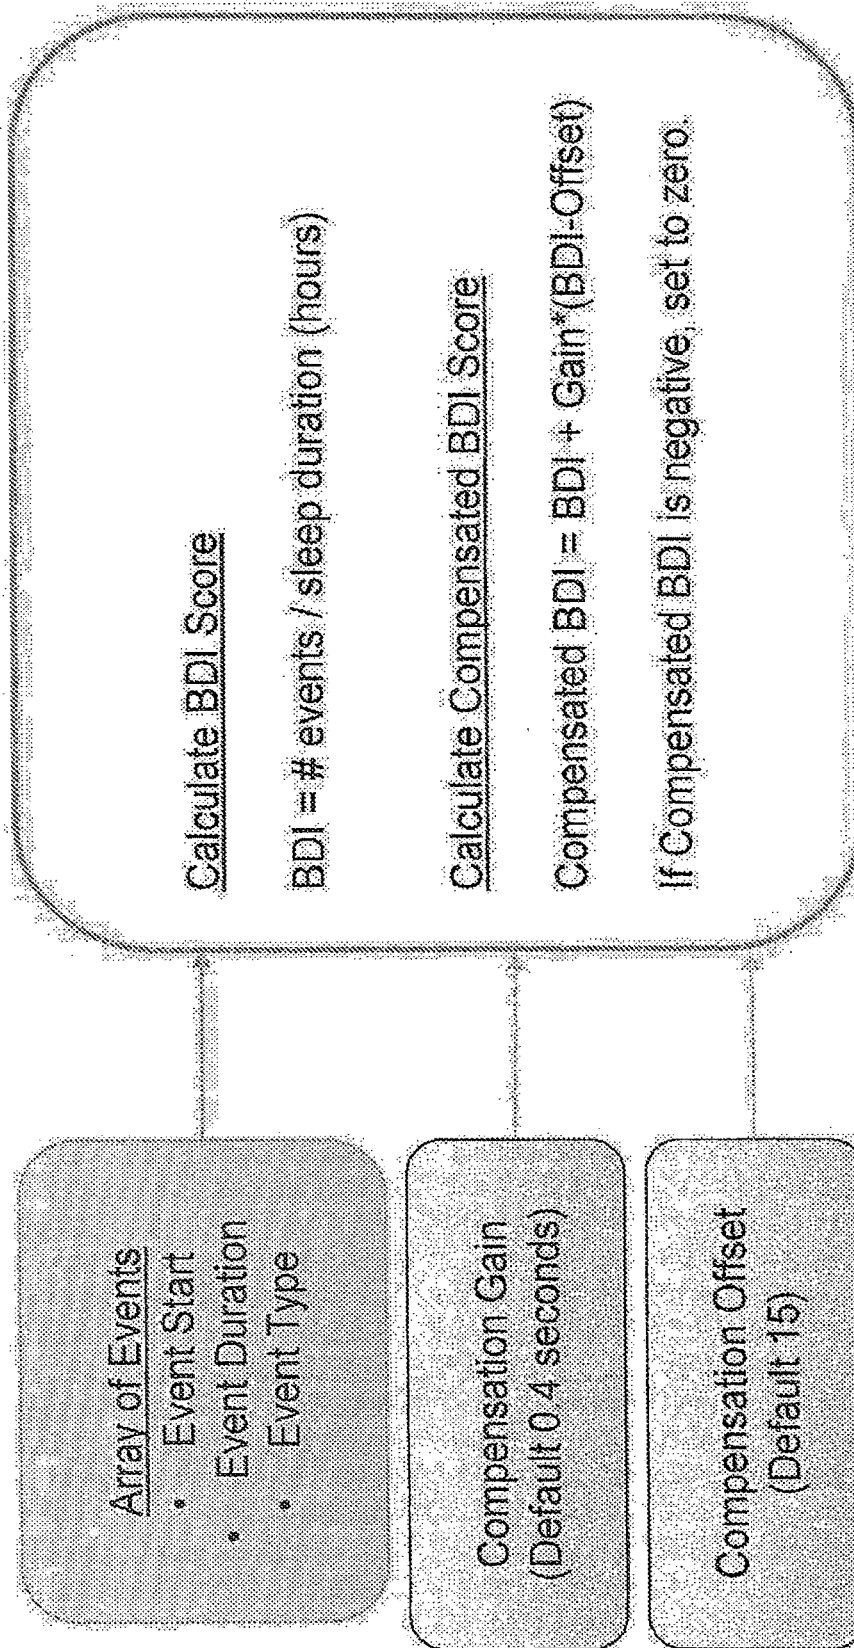 Array of Events
• Event Start
• Event Duration
• Event Type
Compensation Gain
(Default 0.4 seconds)
Compensation Offset
(Default 15)
Calculate BDI Score
BDI = # events / sleep duration (hours)
Calculate Compensated BDI Score
Compensated BDI = BDI + Gain*(BDI-Offset)
If Compensated BDI is negative, set to zero.